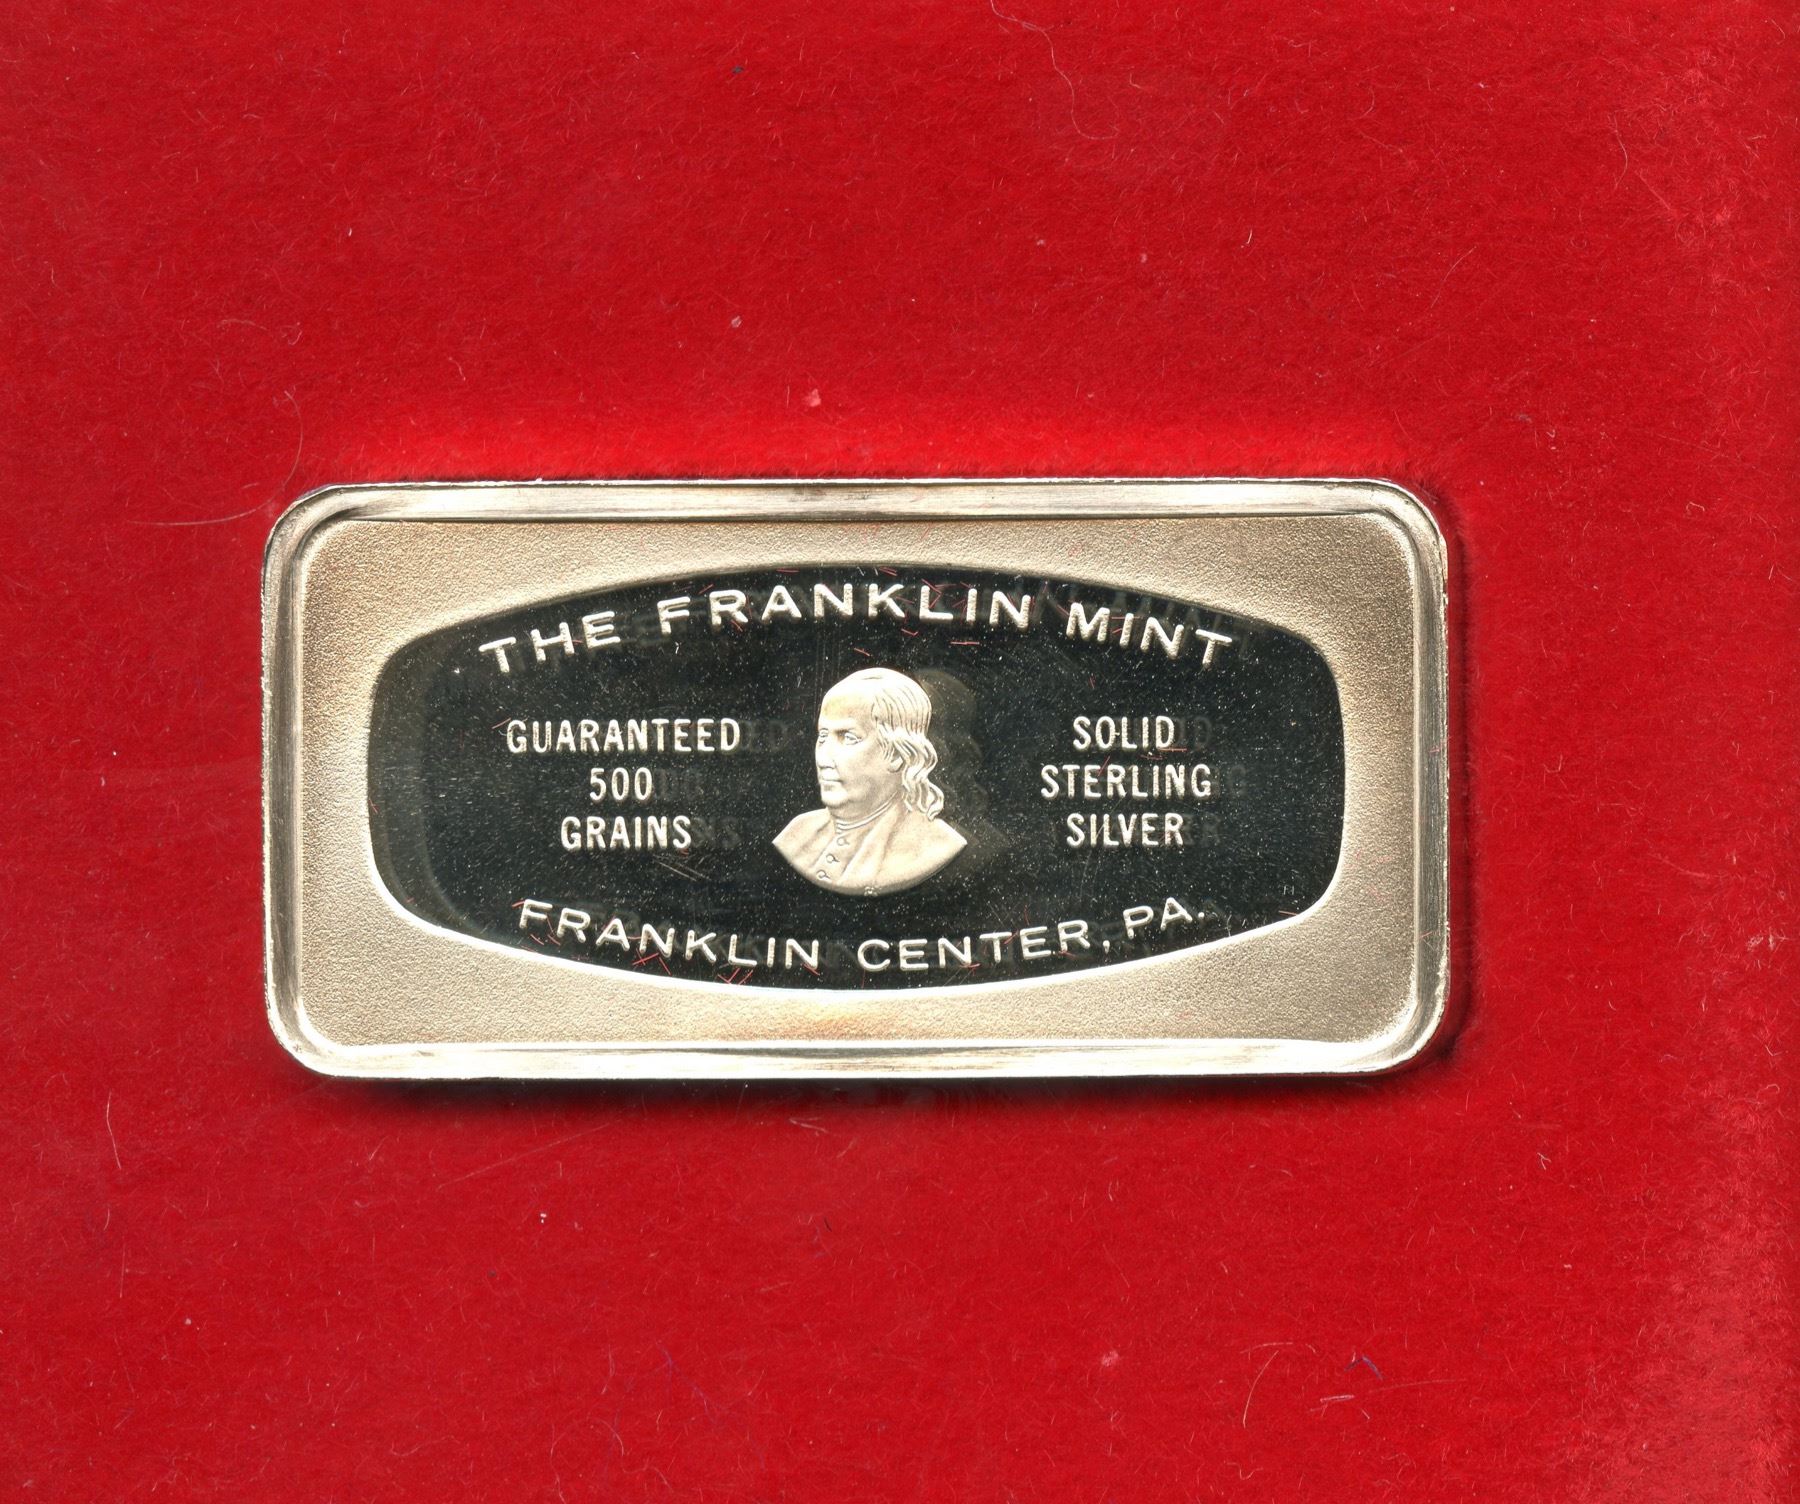 THE FRANKLIN MINT
GUARANTEED
500
GRAINS
SOLID
STERLING
SILVER
FRANKLIN CENTER, PA.